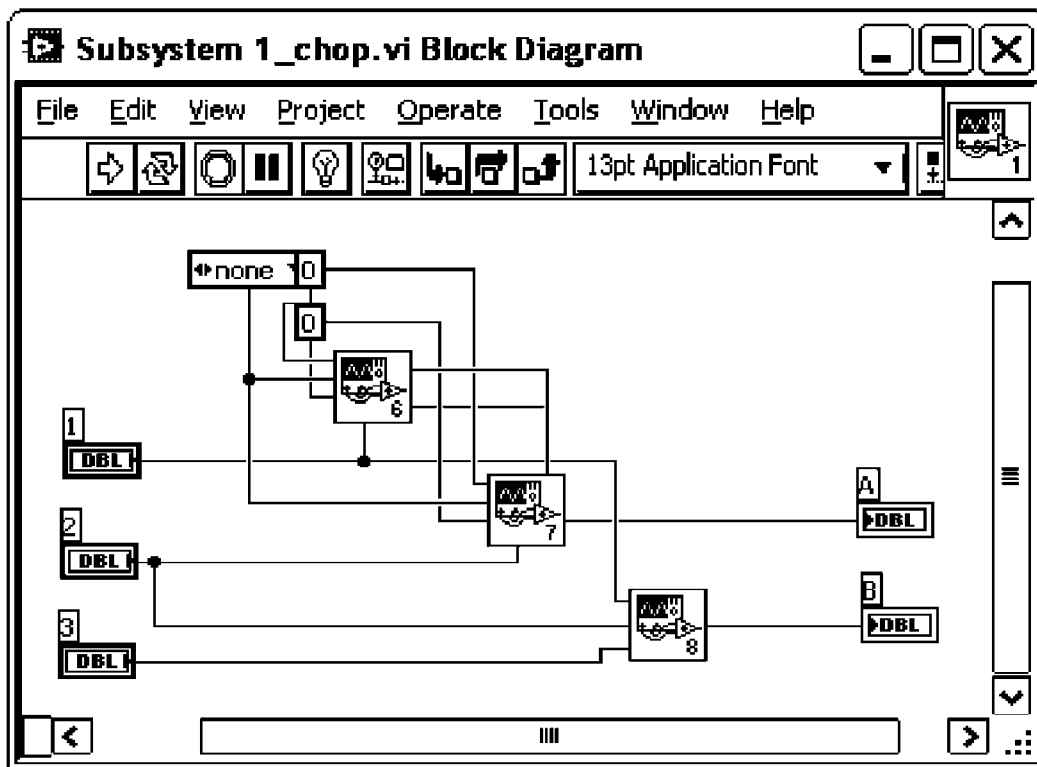 Subsystem 1_chop.vi Block Diagram
File Edit View Project Operate Tools Window Help
13pt Application Font
1
none 0
0
6
1
DBL
7
A
DBL
2
DBL
B
DBL
3
DBL
8